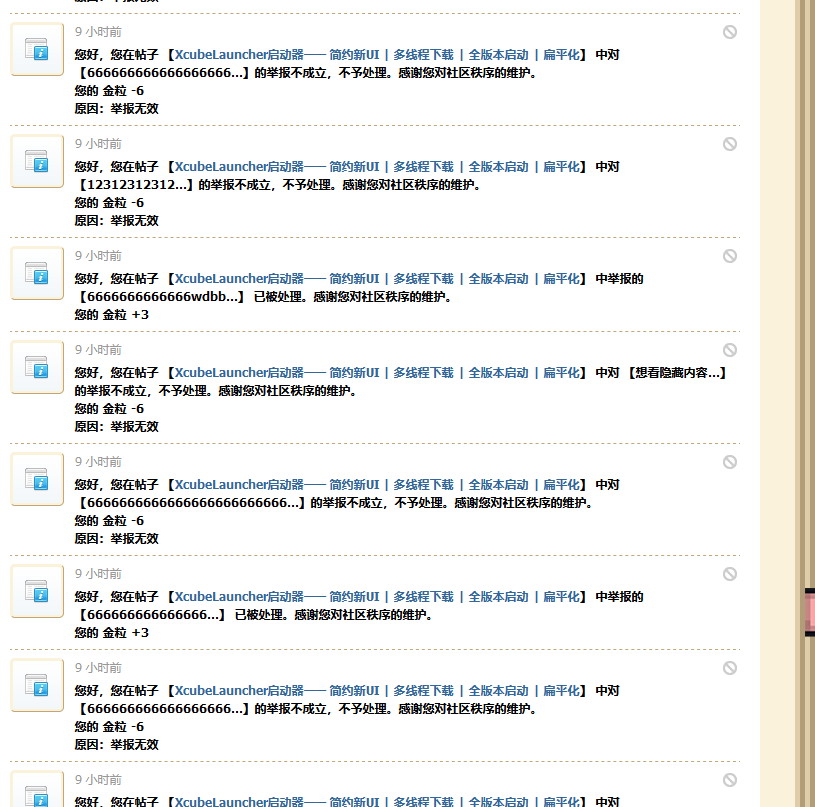 9 小时前
您好，您在帖子 【XcubeLauncher启动器—— 简约新UI | 多线程下载 | 全版本启动 | 扁平化】 中对
【666666666666666666...】的举报不成立，不予处理。感谢您对社区秩序的维护。
您的 金粒 -6
原因：举报无效
9 小时前
您好，您在帖子 【XcubeLauncher启动器—— 简约新UI | 多线程下载 | 全版本启动 | 扁平化】 中对
【12312312312...】的举报不成立，不予处理。感谢您对社区秩序的维护。
您的 金粒 -6
原因：举报无效
9 小时前
您好，您在帖子 【XcubeLauncher启动器—— 简约新UI | 多线程下载 | 全版本启动 | 扁平化】 中举报的
【6666666666666wdbb...】 已被处理。感谢您对社区秩序的维护。
您的 金粒 +3
9 小时前
您好，您在帖子 【XcubeLauncher启动器—— 简约新UI | 多线程下载 | 全版本启动 | 扁平化】 中对 【想看隐藏内容...】
的举报不成立，不予处理。感谢您对社区秩序的维护。
您的 金粒 -6
原因：举报无效
9 小时前
您好，您在帖子 【XcubeLauncher启动器—— 简约新UI | 多线程下载 | 全版本启动 | 扁平化】 中对
【6666666666666666666666666...】的举报不成立，不予处理。感谢您对社区秩序的维护。
您的 金粒 -6
原因：举报无效
9 小时前
您好，您在帖子 【XcubeLauncher启动器—— 简约新UI | 多线程下载 | 全版本启动 | 扁平化】 中举报的
【666666666666666...】 已被处理。感谢您对社区秩序的维护。
您的 金粒 +3
9 小时前
您好，您在帖子 【XcubeLauncher启动器—— 简约新UI | 多线程下载 | 全版本启动 | 扁平化】 中对
【666666666666666666...】的举报不成立，不予处理。感谢您对社区秩序的维护。
您的 金粒 -6
原因：举报无效
9 小时前
您好，您在帖子 【XcubeLauncher启动器—— 简约新UI | 多线程下载 | 全版本启动 | 扁平化】 中对